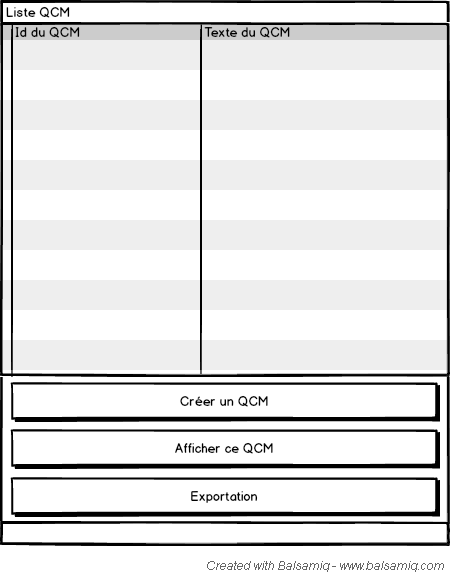 Liste QCM
Id du QCM Texte du QCM
Créer un QCM
Afficher ce QCM
Exportation
Created with Balsamiq - www.balsamiq.com